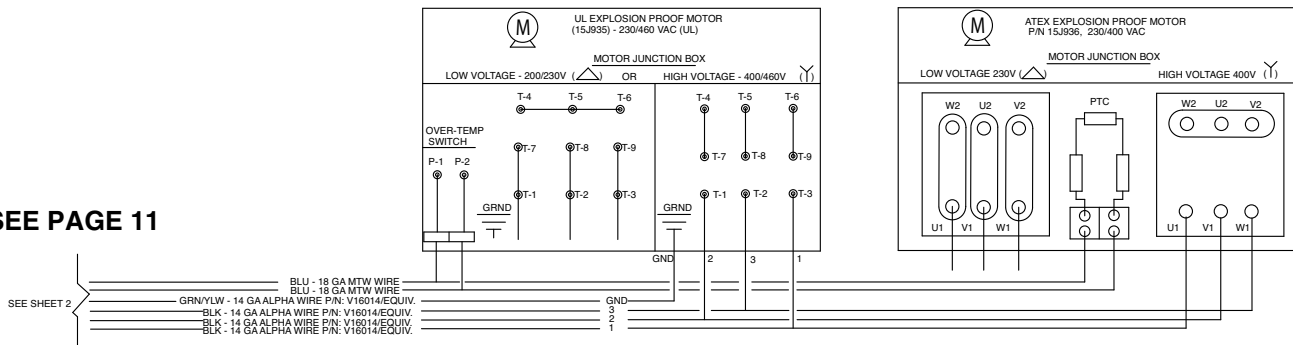 M
UL EXPLOSION PROOF MOTOR
(15J935) - 230/460 VAC (UL)
MOTOR JUNCTION BOX
LOW VOLTAGE - 200/230V ( ) OR HIGH VOLTAGE - 400/460V ( )
T-4 T-5 T-6
T-4 T-5 T-6
OVER-TEMP
SWITCH
P-1 P-2
T-7 T-8 T-9
T-7 T-8 T-9
T-1 T-2 T-3
T-1 T-2 T-3
GRND
GRND
GND 2 3 1
M
ATEX EXPLOSION PROOF MOTOR
P/N 15J936, 230/400 VAC
MOTOR JUNCTION BOX
LOW VOLTAGE 230V ( )
HIGH VOLTAGE 400V ( )
W2 U2 V2
PTC
W2 U2 V2
U1 V1 W1
U1 V1 W1
SEE PAGE 11
SEE SHEET 2
BLU - 18 GA MTW WIRE
BLU - 18 GA MTW WIRE
GRN/YLW - 14 GA ALPHA WIRE P/N: V16014/EQUIV. GND
BLK - 14 GA ALPHA WIRE P/N: V16014/EQUIV. 3
BLK - 14 GA ALPHA WIRE P/N: V16014/EQUIV. 2
BLK - 14 GA ALPHA WIRE P/N: V16014/EQUIV. 1